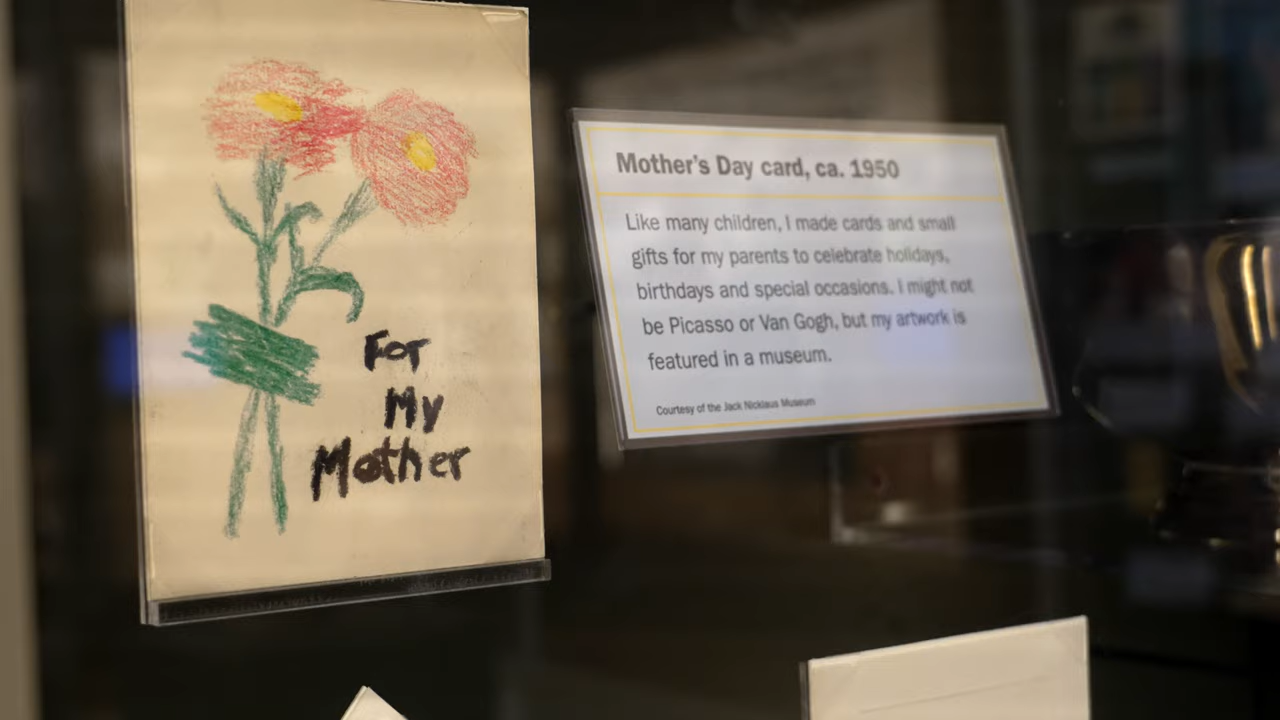 For
My
Mother
Mother's Day card, ca. 1950
Like many children, I made cards and small
gifts for my parents to celebrate holidays,
birthdays and special occasions. I might not
be Picasso or Van Gogh, but my artwork is
featured in a museum.
Courtesy of the Jack Nicklaus Museum